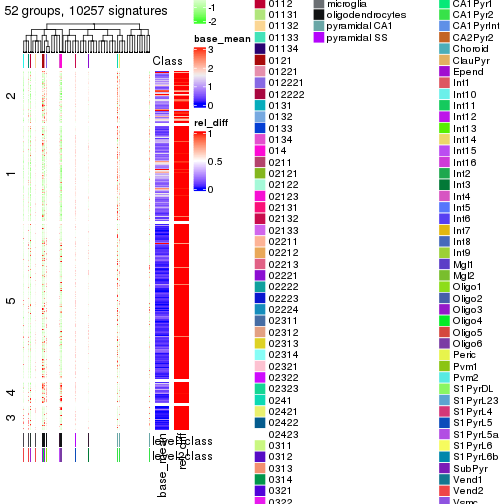 52 groups, 10257 signatures
Class
2
1
5
4
3
level1class
level2class
base_mean
rel_diff
2
1
0
-1
-2
base_mean
3
2
1
0
rel_diff
1
0.5
0
0112
01131
01132
01133
01134
0121
01221
012221
012222
0131
0132
0133
0134
014
0211
02121
02122
02123
02131
02132
02133
02211
02212
02213
02221
02222
02223
02224
02311
02312
02313
02314
02321
02322
02323
0241
02421
02422
02423
0311
0312
0313
0314
0321
0322
microglia
oligodendrocytes
pyramidal CA1
pyramidal SS
CA1Pyr1
CA1Pyr2
CA1PyrInt
CA2Pyr2
Choroid
ClauPyr
Epend
Int1
Int10
Int11
Int12
Int13
Int14
Int15
Int16
Int2
Int3
Int4
Int5
Int6
Int7
Int8
Int9
Mgl1
Mgl2
Oligo1
Oligo2
Oligo3
Oligo4
Oligo5
Oligo6
Peric
Pvm1
Pvm2
S1PyrDL
S1PyrL23
S1PyrL4
S1PyrL5
S1PyrL5a
S1PyrL6
S1PyrL6b
SubPyr
Vend1
Vend2
Vsmc